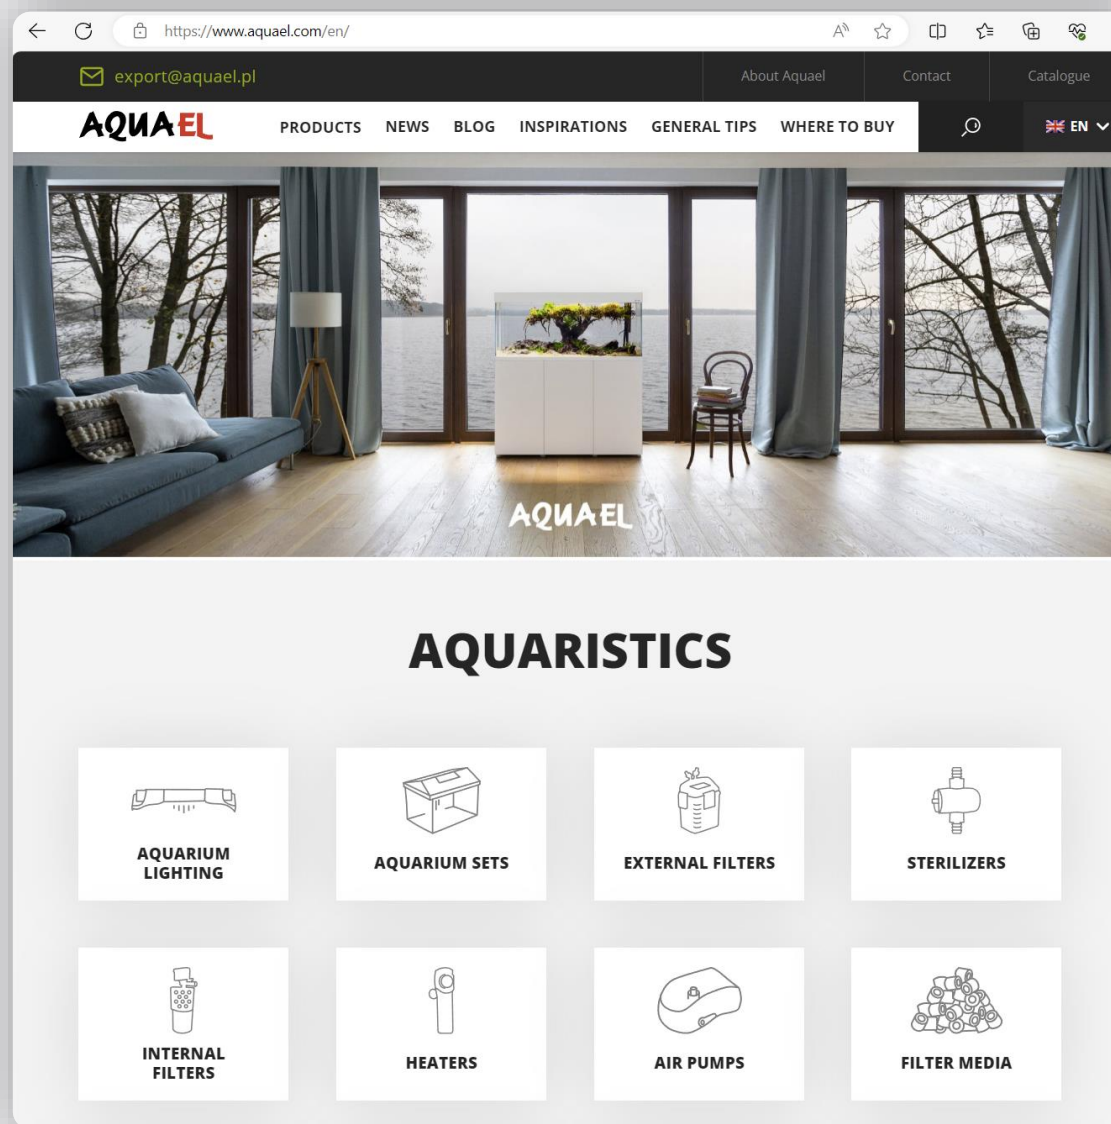 https://www.aquael.com/en/
export@aquael.pl
About Aquael
Contact
Catalogue
AQUAEL
PRODUCTS
NEWS
BLOG
INSPIRATIONS
GENERAL TIPS
WHERE TO BUY
EN
AQUAEL
AQUARISTICS
AQUARIUM
LIGHTING
AQUARIUM SETS
EXTERNAL FILTERS
STERILIZERS
INTERNAL
FILTERS
HEATERS
AIR PUMPS
FILTER MEDIA